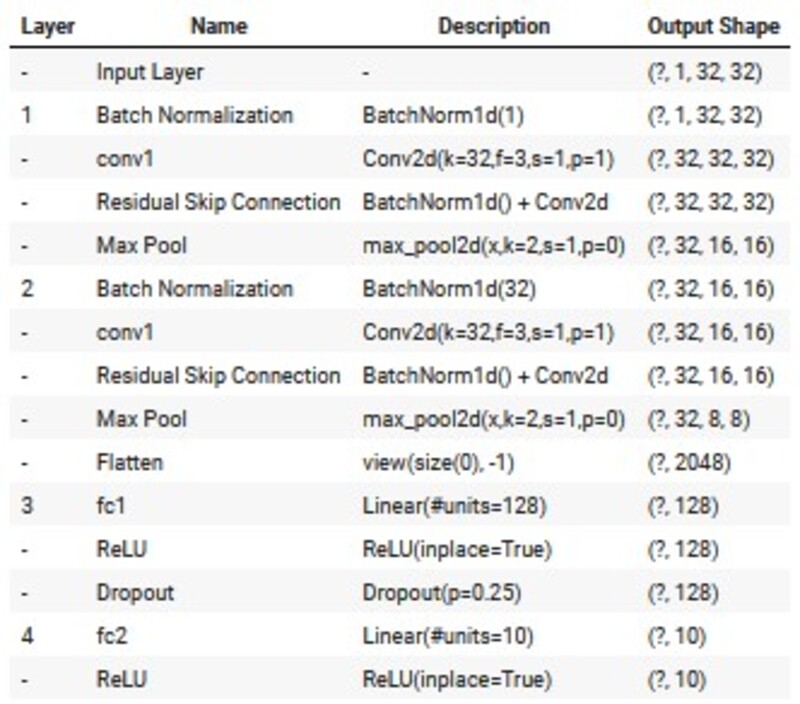 Layer Name Description Output Shape
- Input Layer - (?, 1, 32, 32)
1 Batch Normalization BatchNorm1d(1) (?, 1, 32, 32)
- conv1 Conv2d(k=32,f=3,s=1,p=1) (?, 32, 32, 32)
- Residual Skip Connection BatchNorm1d() + Conv2d (?, 32, 32, 32)
- Max Pool max_pool2d(x,k=2,s=1,p=0) (?, 32, 16, 16)
2 Batch Normalization BatchNorm1d(32) (?, 32, 16, 16)
- conv1 Conv2d(k=32,f=3,s=1,p=1) (?, 32, 16, 16)
- Residual Skip Connection BatchNorm1d() + Conv2d (?, 32, 16, 16)
- Max Pool max_pool2d(x,k=2,s=1,p=0) (?, 32, 8, 8)
- Flatten view(size(0), -1) (?, 2048)
3 fc1 Linear(#units=128) (?, 128)
- ReLU ReLU(inplace=True) (?, 128)
- Dropout Dropout(p=0.25) (?, 128)
4 fc2 Linear(#units=10) (?, 10)
- ReLU ReLU(inplace=True) (?, 10)